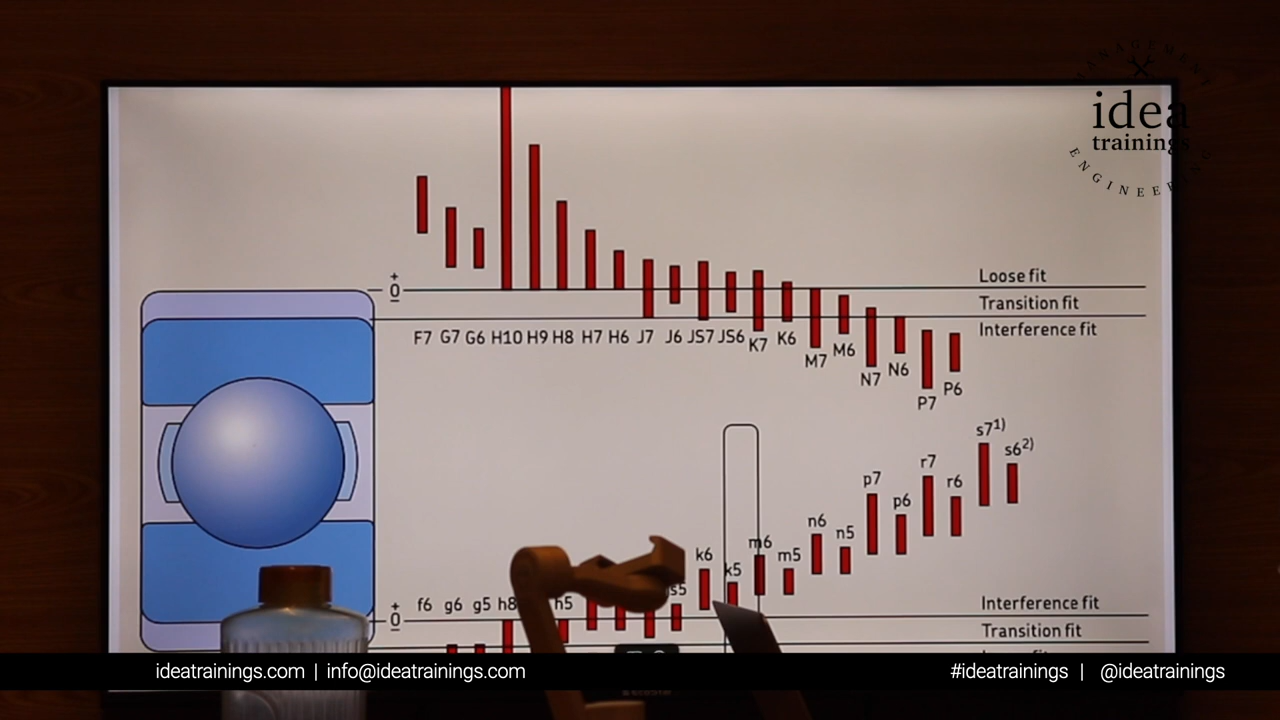 MANAGEMENT
idea
trainings
ENGINEERING
+
0
Loose fit
Transition fit
Interference fit
F7 G7 G6 H10 H9 H8 H7 H6 J7 J6 JS7 JS6 K7 K6 M7 M6 N7 N6 P7 P6
s7¹⁾
s6²⁾
r7
r6
p7
p6
n6
n5
m6
m5
k6
k5
+
0
f6 g6 g5 h8 h5
Interference fit
Transition fit
ideatrainings.com | info@ideatrainings.com
#ideatrainings | @ideatrainings